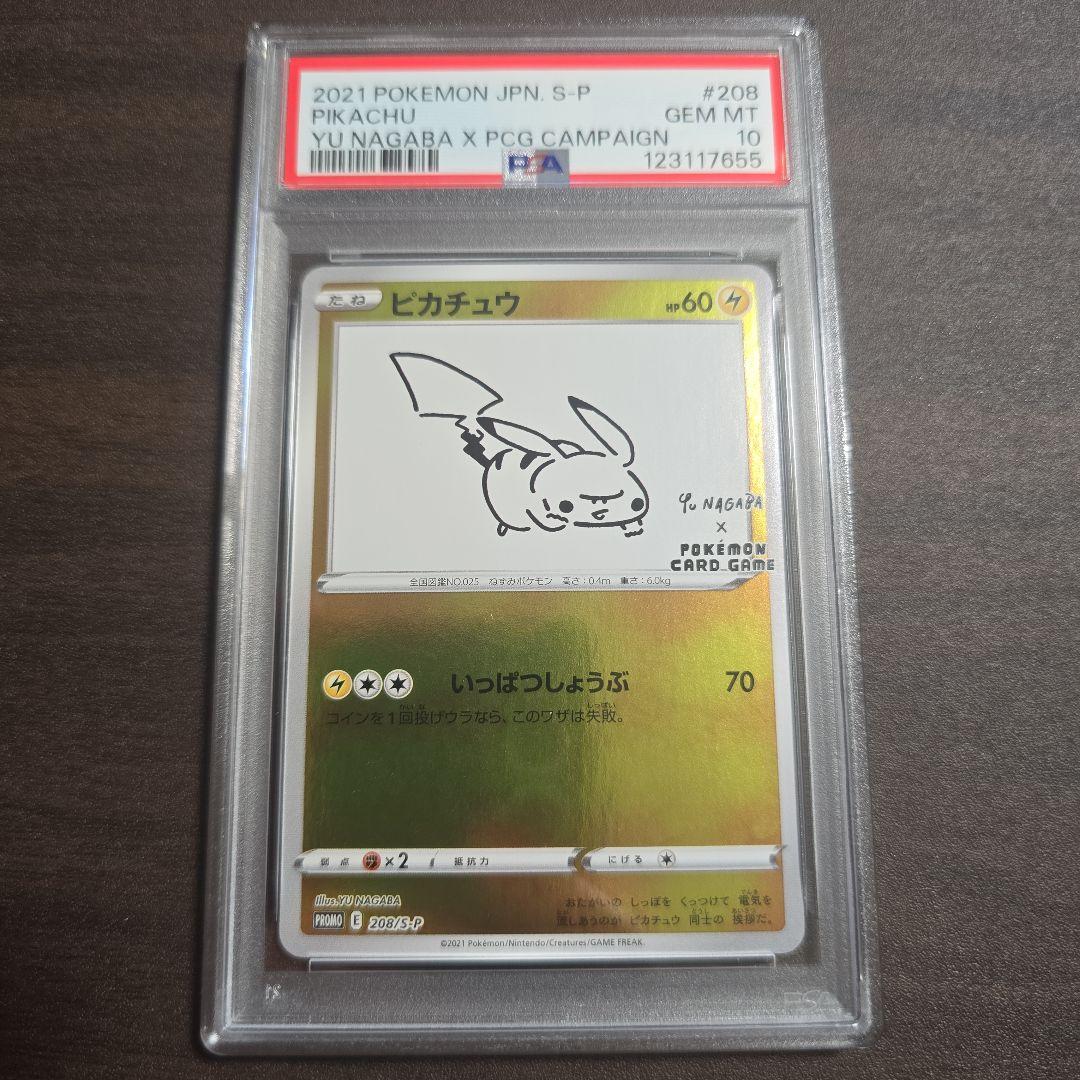 2021 POKEMON JPN. S-P #208
PIKACHU GEM MT
YU NAGABA X PCG CAMPAIGN 10
PSA 123117655
たね ピカチュウ HP60
YU NAGABA
×
POKÉMON
CARD GAME
全国図鑑NO.025 ねずみポケモン 高さ:0.4m 重さ:6.0kg
いっぱつしょうぶ 70
コインを1回投げウラなら、このワザは失敗。
弱点 ×2 抵抗力 にげる
illus.YU NAGABA
おたがいの しっぽを くっつけて 電気を
流しあうのが ピカチュウ 同士の 挨拶だ。
PROMO E 208/S-P
©2021 Pokémon/Nintendo/Creatures/GAME FREAK.
PSA